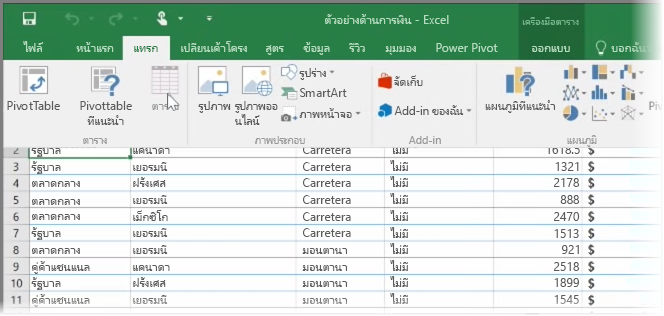 ตัวอย่างด้านการเงิน - Excel
เครื่องมือตาราง
ไฟล์ หน้าแรก แทรก เปลี่ยนเค้าโครง สูตร ข้อมูล รีวิว มุมมอง Power Pivot ออกแบบ
PivotTable Pivottable ที่แนะนำ ตาราง
ตาราง
รูปภาพ รูปภาพออนไลน์ รูปร่าง SmartArt ภาพหน้าจอ
ภาพประกอบ
จัดเก็บ
Add-in ของฉัน
Add-in
แผนภูมิที่แนะนำ
แผนภูมิ
2 รัฐบาล แคนาดา Carretera ไม่มี 1618.5 $
3 รัฐบาล เยอรมนี Carretera ไม่มี 1321 $
4 ตลาดกลาง ฝรั่งเศส Carretera ไม่มี 2178 $
5 ตลาดกลาง เยอรมนี Carretera ไม่มี 888 $
6 ตลาดกลาง เม็กซิโก Carretera ไม่มี 2470 $
7 รัฐบาล เยอรมนี Carretera ไม่มี 1513 $
8 ตลาดกลาง เยอรมนี มอนตานา ไม่มี 921 $
9 คู่ค้าแชนแนล แคนาดา มอนตานา ไม่มี 2518 $
10 รัฐบาล ฝรั่งเศส มอนตานา ไม่มี 1899 $
11 คู่ค้าแชนแนล เยอรมนี มอนตานา ไม่มี 1545 $